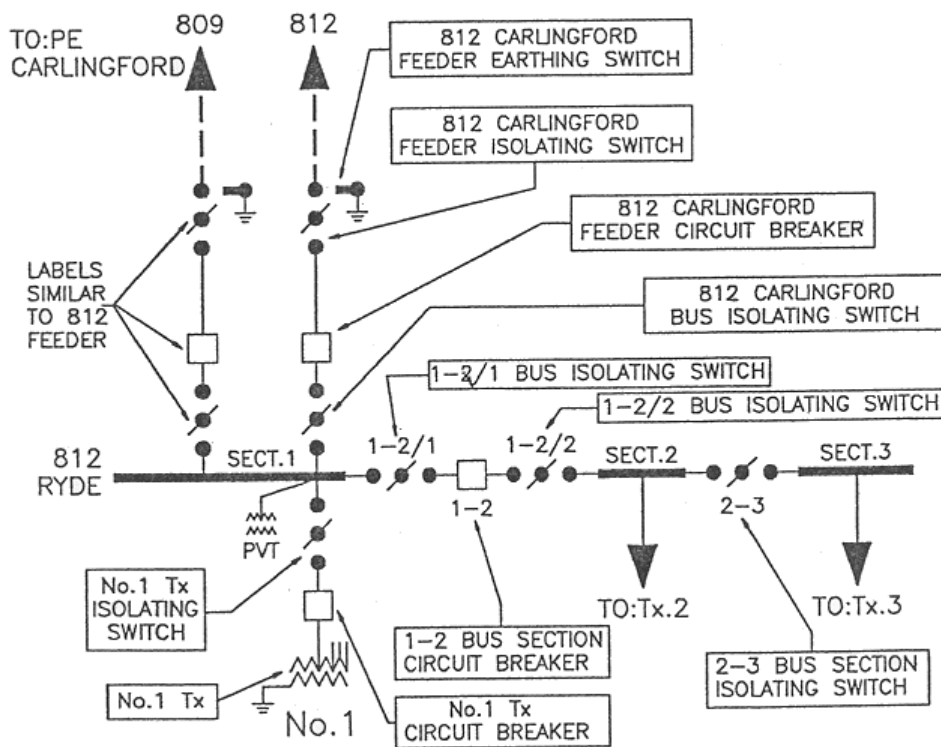 809
812
TO:PE
CARLINGFORD
812 CARLINGFORD
FEEDER EARTHING SWITCH
812 CARLINGFORD
FEEDER ISOLATING SWITCH
812 CARLINGFORD
FEEDER CIRCUIT BREAKER
LABELS
SIMILAR
TO 812
FEEDER
812 CARLINGFORD
BUS ISOLATING SWITCH
1-2/1 BUS ISOLATING SWITCH
1-2/2 BUS ISOLATING SWITCH
812
RYDE
SECT.1
1-2/1
1-2/2
SECT.2
SECT.3
1-2
2-3
PVT
No.1 Tx
ISOLATING
SWITCH
TO:Tx.2
TO:Tx.3
1-2 BUS SECTION
CIRCUIT BREAKER
2-3 BUS SECTION
ISOLATING SWITCH
No.1 Tx
No.1
No.1 Tx
CIRCUIT BREAKER